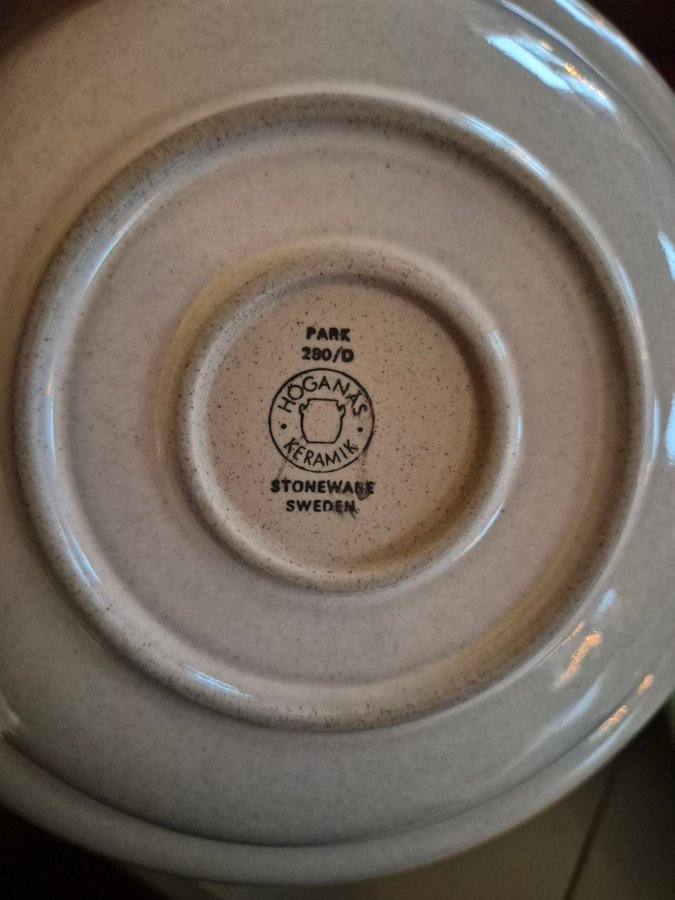 PARK
280/D
HÖGANÄS
KERAMIK
STONEWARE
SWEDEN